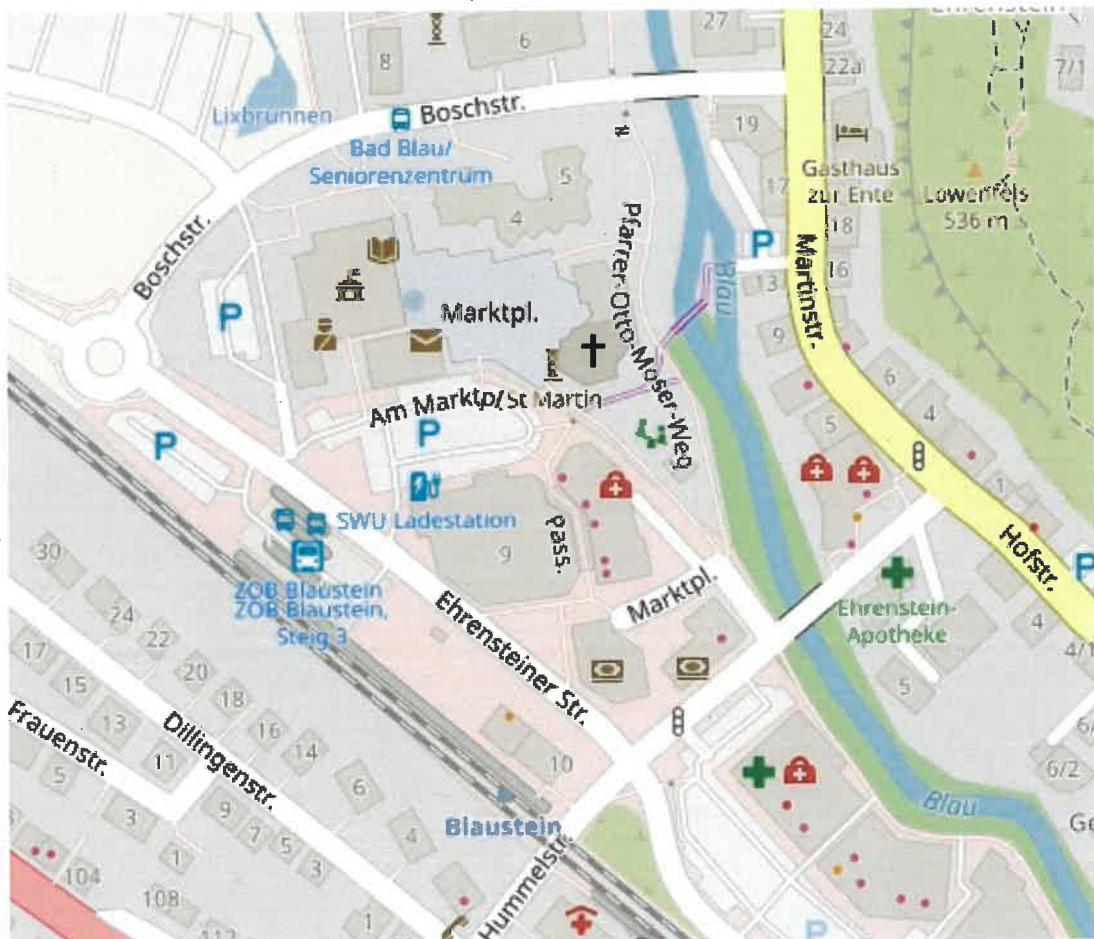 Ehrenstein
27
24
6
22a
7/1
8
Boschstr.
Lixbrunnen
19
Bad Blau/
Seniorenzentrum
Gasthaus
zur Ente
5
17
Lowenfels
536 m
4
18
Pfarrer-Otto-Moser-Weg
Boschstr.
P
Blau
Martinstr.
16
3
P
Marktpl.
9
6
Am Marktpl
St Martin
4
5
P
P
SWU Ladestation
1
9
pass.
Hofstr.
P
30
ZOB Blaustein
ZOB Blaustein,
Steig 3
Marktpl.
Ehrenstein-
Apotheke
24
22
Ehrensteiner Str.
4
4/1
17
20
15
18
5
13
16
Frauenstr.
Dillingenstr.
14
11
10
6/2
5
6
3
9
Blaustein
Blau
7
4
5
Ge
1
3
Hummelstr.
104
108
1
P